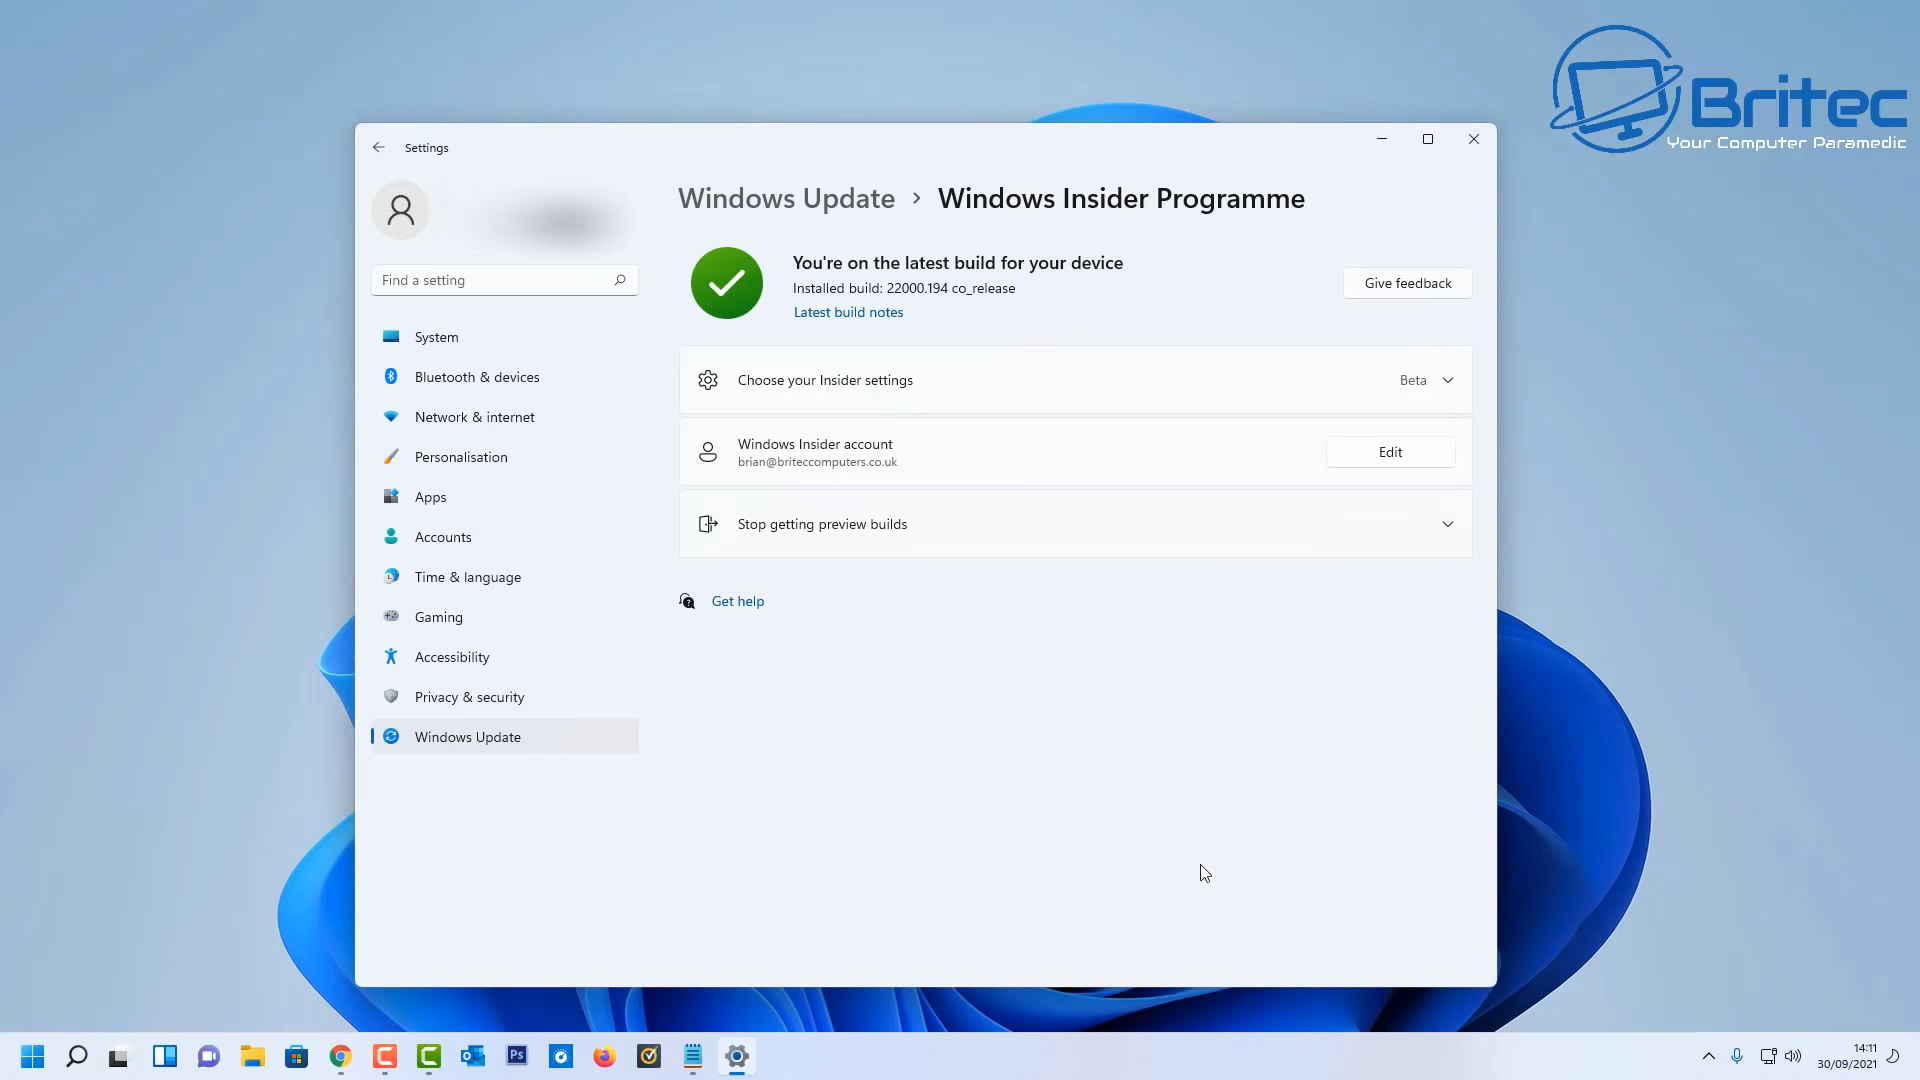 Britec
Your Computer Paramedic
Settings
Windows Update > Windows Insider Programme
You're on the latest build for your device
Installed build: 22000.194 co_release
Latest build notes
Give feedback
Find a setting
System
Bluetooth & devices
Network & internet
Personalisation
Apps
Accounts
Time & language
Gaming
Accessibility
Privacy & security
Windows Update
Choose your Insider settings
Beta
Windows Insider account
brian@briteccomputers.co.uk
Edit
Stop getting preview builds
Get help
Ps
14:11
30/09/2021